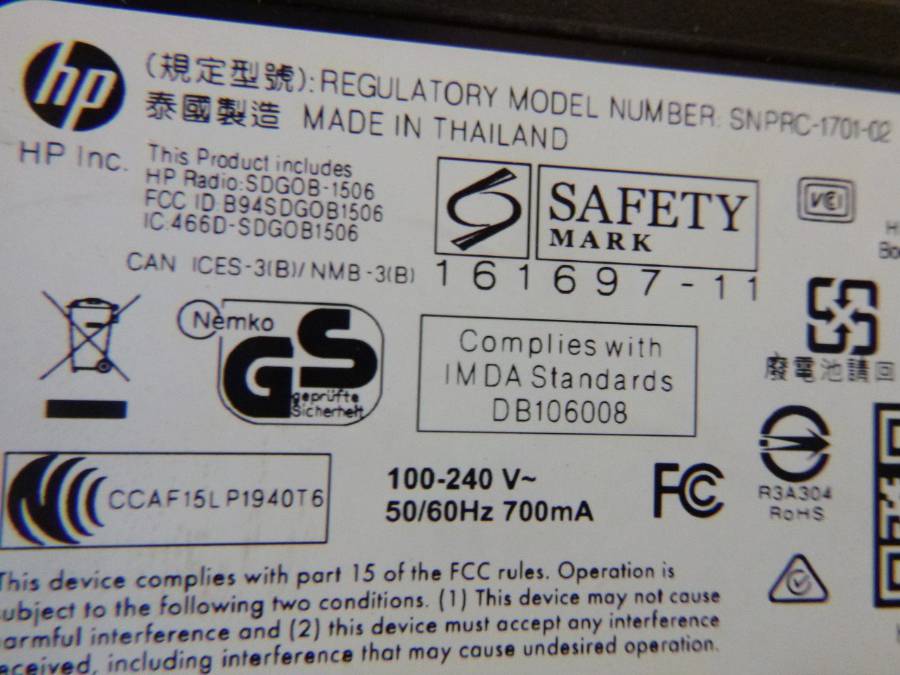 hp
(規定型號): REGULATORY MODEL NUMBER: SNPRC-1701-02
泰國製造 MADE IN THAILAND
HP Inc.
This Product includes
HP Radio:SDGOB-1506
FCC ID:B94SDGOB1506
IC:466D-SDGOB1506
CAN ICES-3(B)/NMB-3(B)
SAFETY
MARK
161697-11
VCI
Nemko
GS
geprüfte
Sicherheit
Complies with
IMDA Standards
DB106008
廢電池請回
CCAF15LP1940T6
100-240 V~
50/60Hz 700mA
FC
R3A304
RoHS
This device complies with part 15 of the FCC rules. Operation is
subject to the following two conditions. (1) This device may not cause
harmful interference and (2) this device must accept any interference
received, including interference that may cause undesired operation.